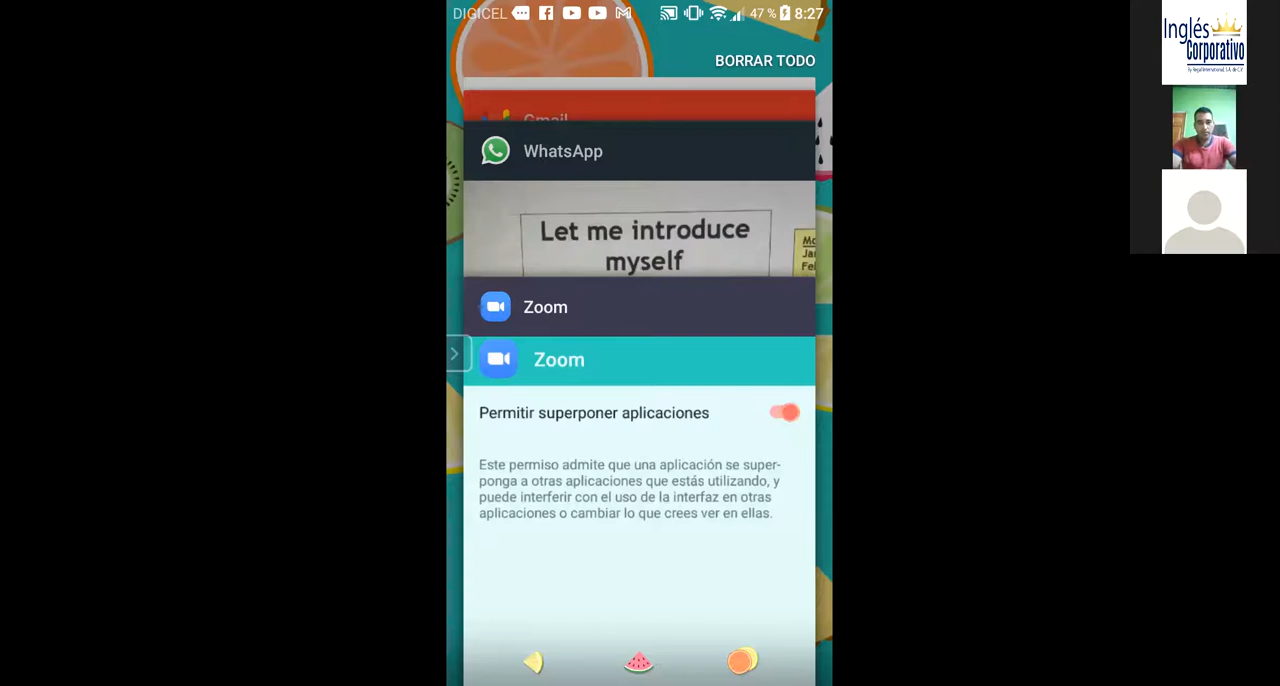 DIGICEL
47 %
8:27
BORRAR TODO
Gmail
WhatsApp
Let me introduce
myself
Zoom
Zoom
Permitir superponer aplicaciones
Este permiso admite que una aplicación se super-
ponga a otras aplicaciones que estás utilizando, y
puede interferir con el uso de la interfaz en otras
aplicaciones o cambiar lo que crees ver en ellas.
Inglés
Corporativo